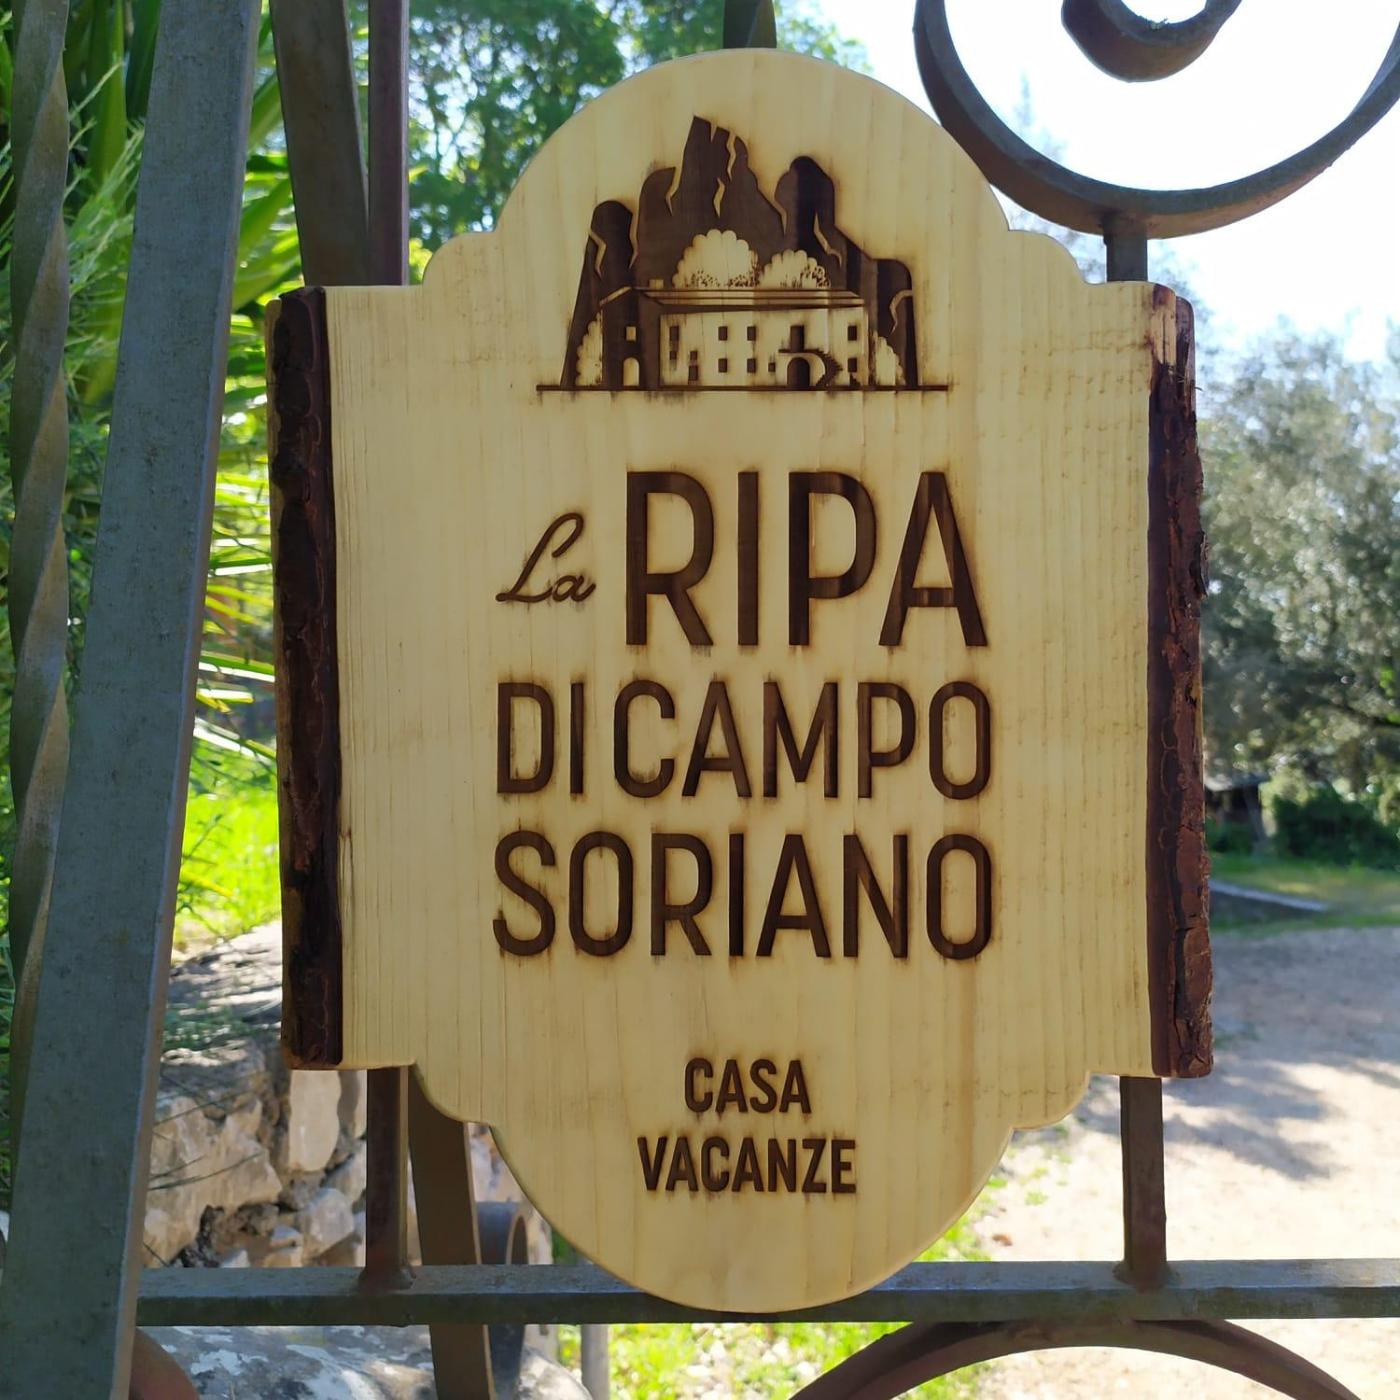 La RIPA
DI CAMPO
SORIANO
CASA
VACANZE